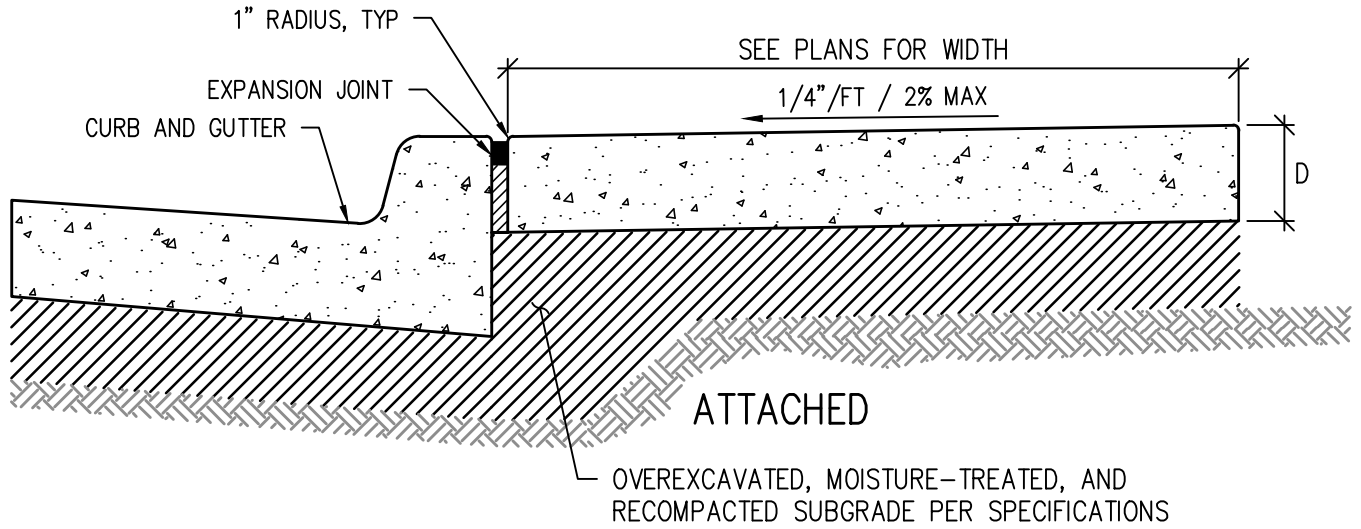 1" RADIUS, TYP
SEE PLANS FOR WIDTH
EXPANSION JOINT
1/4"/FT / 2% MAX
CURB AND GUTTER
D
ATTACHED
OVEREXCAVATED, MOISTURE-TREATED, AND
RECOMPACTED SUBGRADE PER SPECIFICATIONS